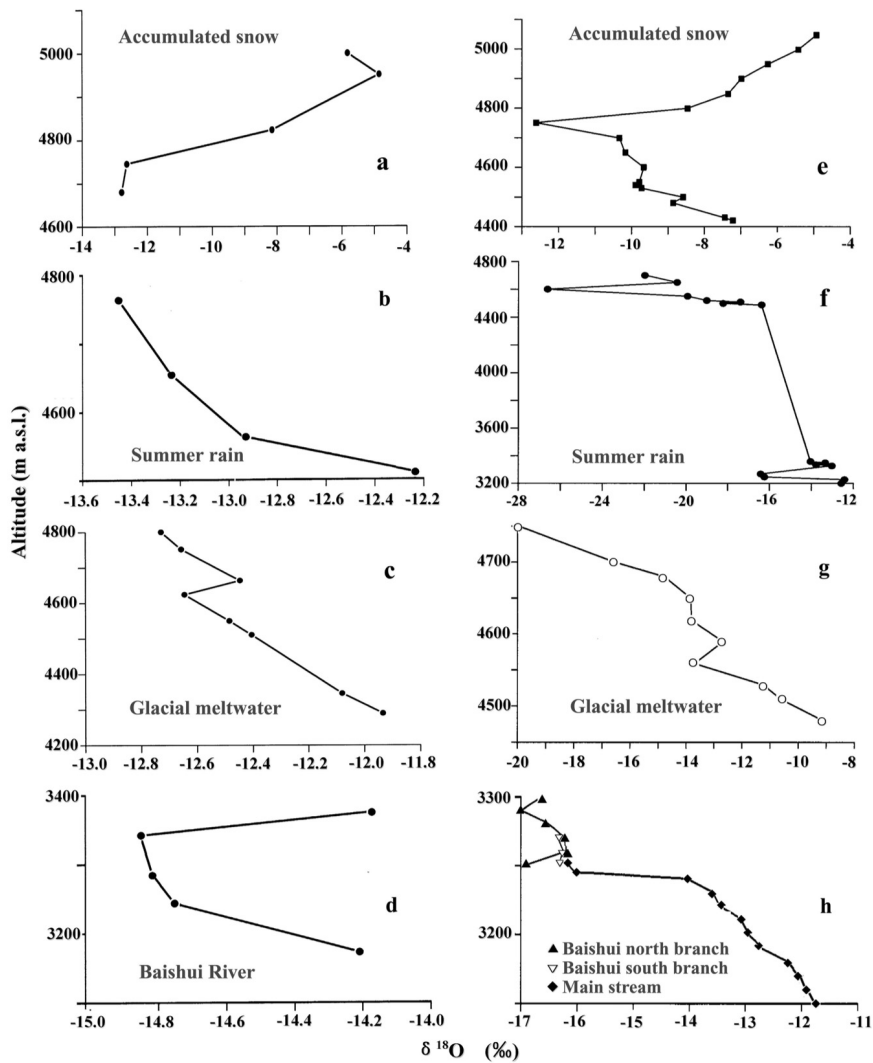 Accumulated snow
5000
4800
4600
a
-14 -12 -10 -8 -6 -4
Accumulated snow
5000
4800
4600
4400
e
-12 -10 -8 -6 -4
4800
4600
b
Summer rain
-13.6 -13.4 -13.2 -13.0 -12.8 -12.6 -12.4 -12.2
4800
4400
4000
3600
3200
f
Summer rain
-28 -24 -20 -16 -12
Altitude (m a.s.l.)
4800
4600
4400
4200
c
Glacial meltwater
-13.0 -12.8 -12.6 -12.4 -12.2 -12.0 -11.8
4700
4600
4500
g
Glacial meltwater
-20 -18 -16 -14 -12 -10 -8
3400
3200
d
Baishui River
-15.0 -14.8 -14.6 -14.4 -14.2 -14.0
3300
3200
h
Baishui north branch
Baishui south branch
Main stream
-17 -16 -15 -14 -13 -12 -11
δ ¹⁸O (‰)